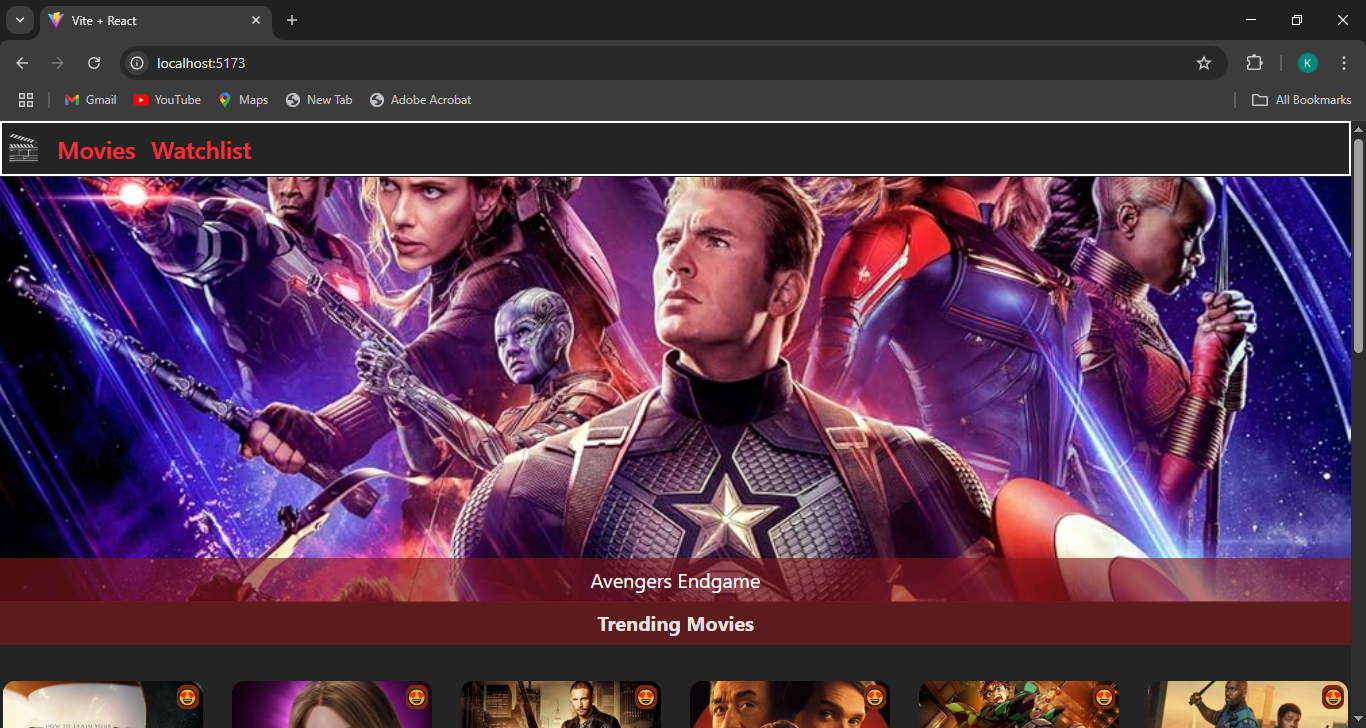 Vite + React
localhost:5173
K
Gmail
YouTube
Maps
New Tab
Adobe Acrobat
All Bookmarks
Movies Watchlist
Avengers Endgame
Trending Movies
HOW TO TRAIN YOUR